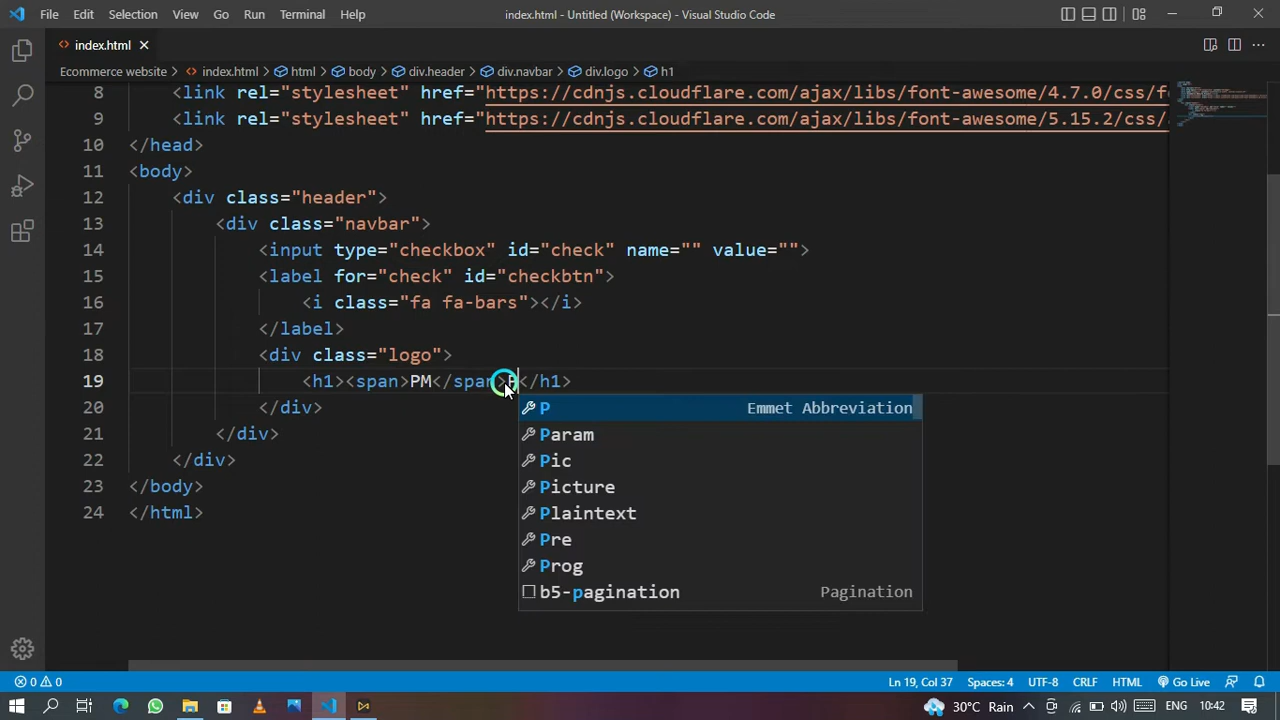 File Edit Selection View Go Run Terminal Help index.html - Untitled (Workspace) - Visual Studio Code
index.html
Ecommerce website > index.html > html > body > div.header > div.navbar > div.logo > h1
8 <link rel="stylesheet" href="https://cdnjs.cloudflare.com/ajax/libs/font-awesome/4.7.0/css/fo
9 <link rel="stylesheet" href="https://cdnjs.cloudflare.com/ajax/libs/font-awesome/5.15.2/css/
10 </head>
11 <body>
12 <div class="header">
13 <div class="navbar">
14 <input type="checkbox" id="check" name="" value="">
15 <label for="check" id="checkbtn">
16 <i class="fa fa-bars"></i>
17 </label>
18 <div class="logo">
19 <h1><span>PM</span>P</h1>
20 </div>
21 </div>
22 </div>
23 </body>
24 </html>
P Emmet Abbreviation
Param
Pic
Picture
Plaintext
Pre
Prog
b5-pagination Pagination
0 0 Ln 19, Col 37 Spaces: 4 UTF-8 CRLF HTML Go Live
30°C Rain ENG 10:42